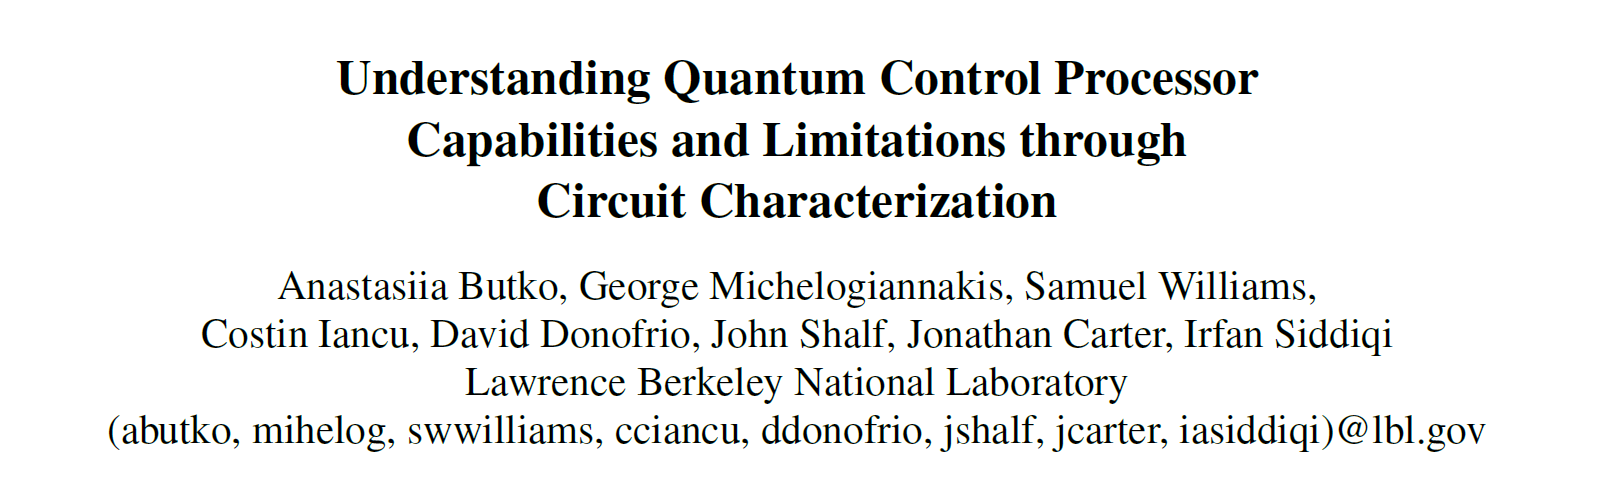 Understanding Quantum Control Processor
Capabilities and Limitations through
Circuit Characterization
Anastasiia Butko, George Michelogiannakis, Samuel Williams,
Costin Iancu, David Donofrio, John Shalf, Jonathan Carter, Irfan Siddiqi
Lawrence Berkeley National Laboratory
(abutko, mihelog, swwilliams, cciancu, ddonofrio, jshalf, jcarter, iasiddiqi)@lbl.gov